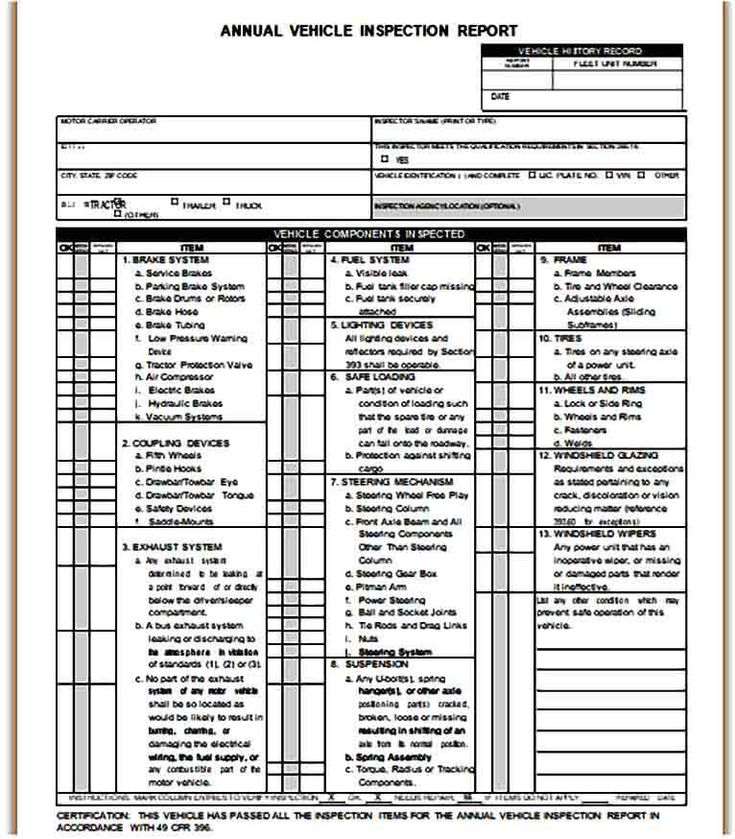 ANNUAL VEHICLE INSPECTION REPORT
VEHICLE HISTORY RECORD
REPORT NUMBER
FLEET UNIT NUMBER
DATE
MOTOR CARRIER OPERATOR
INSPECTOR'S NAME (PRINT OR TYPE)
THIS INSPECTOR MEETS THE QUALIFICATION REQUIREMENTS IN SECTION
YES
CITY, STATE, ZIP CODE
VEHICLE IDENTIFICATION ( ) AND COMPLETE LIC. PLATE NO. VIN OTHER
TRACTOR TRAILER TRUCK
(OTHER)
INSPECTION AGENCY/LOCATION (OPTIONAL)
VEHICLE COMPONENTS INSPECTED
OK ITEM OK ITEM OK ITEM
1. BRAKE SYSTEM
a. Service Brakes
b. Parking Brake System
c. Brake Drums or Rotors
d. Brake Hose
e. Brake Tubing
f. Low Pressure Warning
Device
g. Tractor Protection Valve
h. Air Compressor
i. Electric Brakes
j. Hydraulic Brakes
k. Vacuum Systems
2. COUPLING DEVICES
a. Fifth Wheels
b. Pintle Hooks
c. Drawbar/Towbar Eye
d. Drawbar/Towbar Tongue
e. Safety Devices
f. Saddle-Mounts
3. EXHAUST SYSTEM
a. Any exhaust system
determined to be leaking at
a point forward of or directly
below the driver/sleeper
compartment.
b. A bus exhaust system
leaking or discharging to
the atmosphere in violation
of standards (1), (2) or (3).
c. No part of the exhaust
system of any motor vehicle
shall be so located as
would be likely to result in
burning, charring, or
damaging the electrical
wiring, the fuel supply, or
any combustible part of the
motor vehicle.
4. FUEL SYSTEM
a. Visible leak
b. Fuel tank filler cap missing
c. Fuel tank securely
attached
5. LIGHTING DEVICES
All lighting devices and
reflectors required by Section
393 shall be operable.
6. SAFE LOADING
a. Part(s) of vehicle or
condition of loading such
that the spare tire or any
part of the load or dunnage
can fall onto the roadway.
b. Protection against shifting
cargo
7. STEERING MECHANISM
a. Steering Wheel Free Play
b. Steering Column
c. Front Axle Beam and All
Steering Components
Other Than Steering
Column
d. Steering Gear Box
e. Pitman Arm
f. Power Steering
g. Ball and Socket Joints
h. Tie Rods and Drag Links
i. Nuts
j. Steering System
8. SUSPENSION
a. Any U-bolt(s), spring
hanger(s), or other axle
positioning part(s) cracked,
broken, loose or missing
resulting in shifting of an
axle from its normal position.
b. Spring Assembly
c. Torque, Radius or Tracking
Components.
9. FRAME
a. Frame Members
b. Tire and Wheel Clearance
c. Adjustable Axle
Assemblies (Sliding
Subframes)
10. TIRES
a. Tires on any steering axle
of a power unit.
b. All other tires.
11. WHEELS AND RIMS
a. Lock or Side Ring
b. Wheels and Rims
c. Fasteners
d. Welds
12. WINDSHIELD GLAZING
Requirements and exceptions
as stated pertaining to any
crack, discoloration or vision
reducing matter (reference
393.60 for exceptions)
13. WINDSHIELD WIPERS
Any power unit that has an
inoperative wiper, or missing
or damaged parts that render
it ineffective.
List any other condition which may
prevent safe operation of this
vehicle.
INSTRUCTIONS: MARK COLUMN ENTRIES TO VERIFY INSPECTION: X OK, X NEEDS REPAIR, NA IF ITEMS DO NOT APPLY, REPAIRED DATE
CERTIFICATION: THIS VEHICLE HAS PASSED ALL THE INSPECTION ITEMS FOR THE ANNUAL VEHICLE INSPECTION REPORT IN
ACCORDANCE WITH 49 CFR 396.